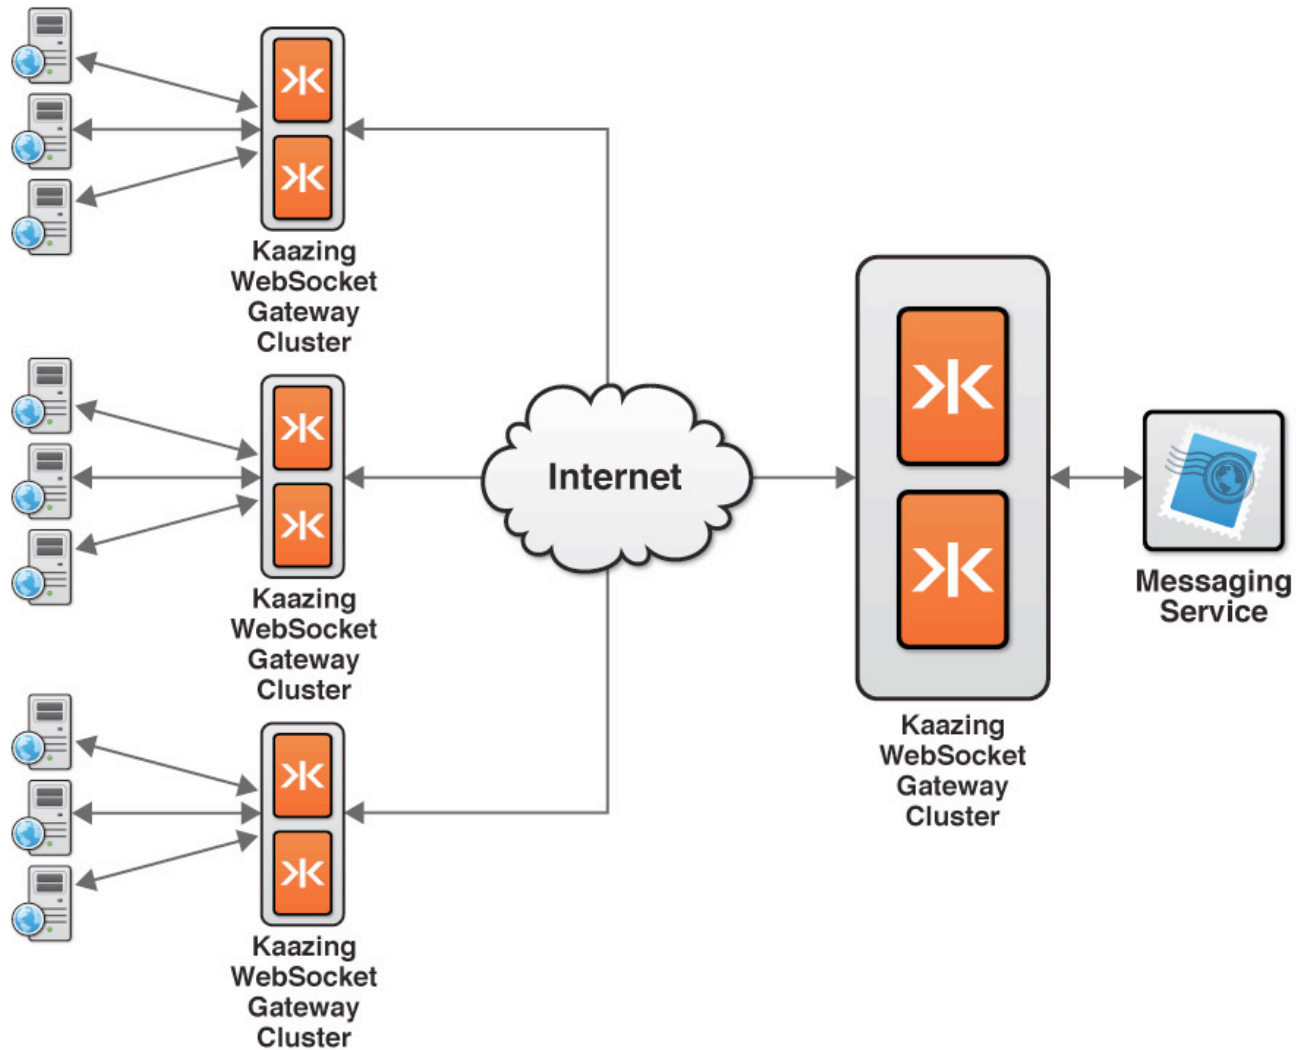 Kaazing
WebSocket
Gateway
Cluster
Kaazing
WebSocket
Gateway
Cluster
Kaazing
WebSocket
Gateway
Cluster
Internet
Kaazing
WebSocket
Gateway
Cluster
Messaging
Service